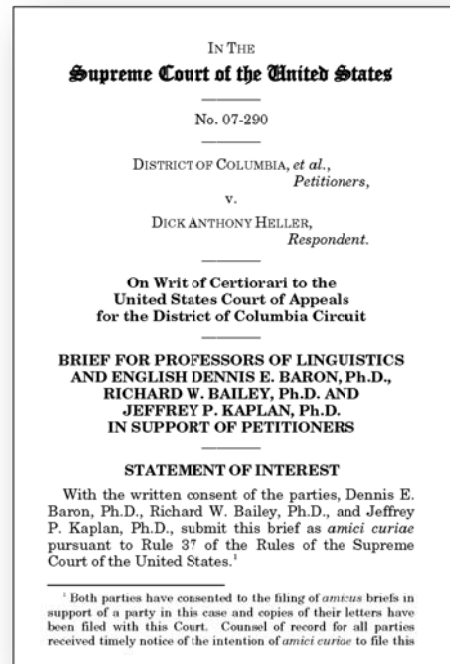 IN THE
Supreme Court of the United States
No. 07-290
DISTRICT OF COLUMBIA, et al.,
Petitioners,
v.
DICK ANTHONY HELLER,
Respondent.
On Writ of Certiorari to the
United States Court of Appeals
for the District of Columbia Circuit
BRIEF FOR PROFESSORS OF LINGUISTICS
AND ENGLISH DENNIS E. BARON, Ph.D.,
RICHARD W. BAILEY, Ph.D. AND
JEFFREY P. KAPLAN, Ph.D.
IN SUPPORT OF PETITIONERS
STATEMENT OF INTEREST
With the written consent of the parties, Dennis E.
Baron, Ph.D., Richard W. Bailey, Ph.D., and Jeffrey
P. Kaplan, Ph.D., submit this brief as amici curiae
pursuant to Rule 37 of the Rules of the Supreme
Court of the United States.¹
¹ Both parties have consented to the filing of amicus briefs in
support of a party in this case and copies of their letters have
been filed with this Court. Counsel of record for all parties
received timely notice of the intention of amici curiae to file this